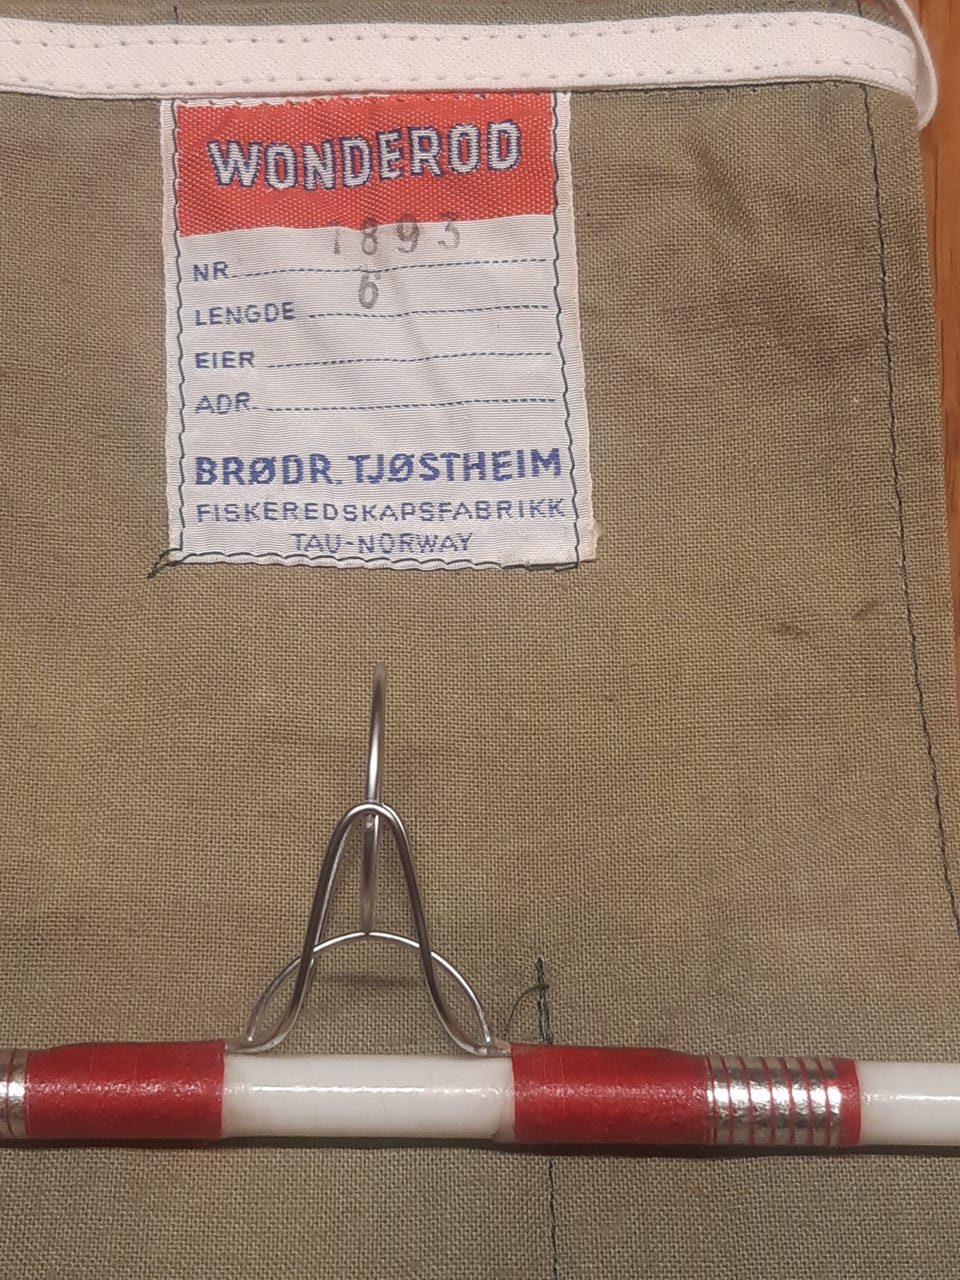 WONDEROD
1893
NR.
6
LENGDE
EIER
ADR.
BRØDR. TJØSTHEIM
FISKEREDSKAPSFABRIKK
TAU-NORWAY